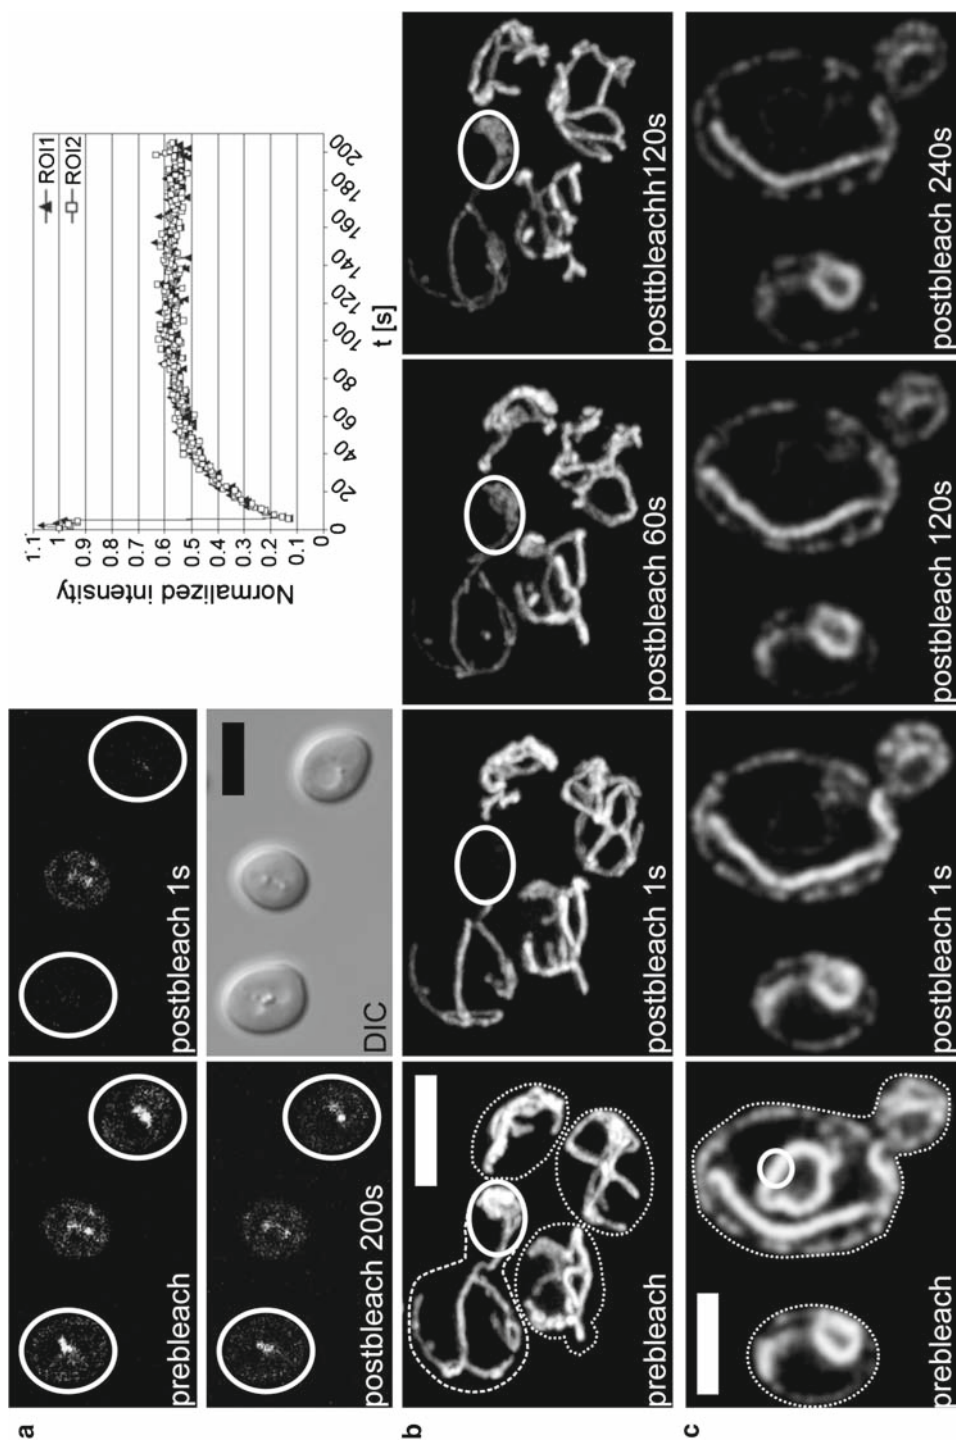 a
prebleach
postbleach 1s
postbleach 200s
DIC
Normalized intensity
1.1
1
0.9
0.8
0.7
0.6
0.5
0.4
0.3
0.2
0.1
0
0
20
40
60
80
100
120
140
160
180
200
t [s]
ROI1
ROI2
b
prebleach
postbleach 1s
postbleach 60s
posttbleachh120s
c
prebleach
postbleach 1s
postbleach 120s
postbleach 240s